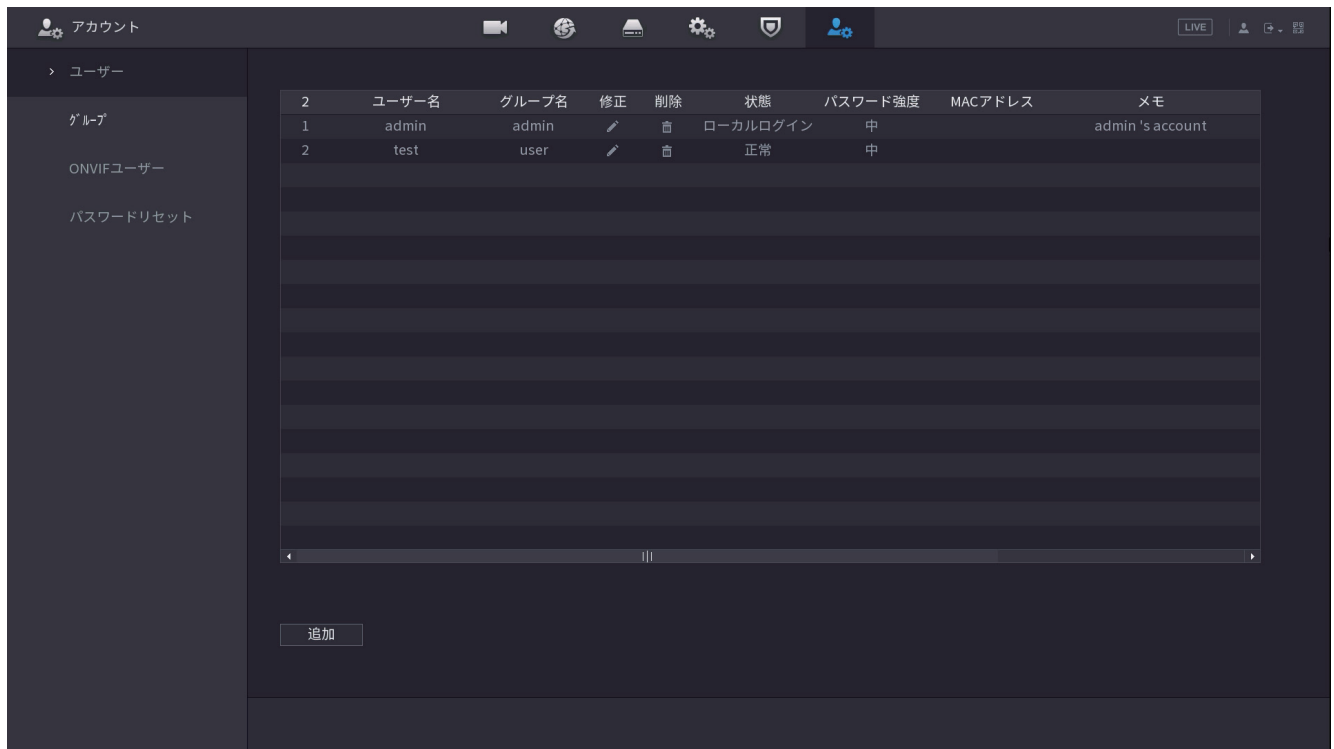 アカウント LIVE
ユーザー
グループ
ONVIFユーザー
パスワードリセット
2 ユーザー名 グループ名 修正 削除 状態 パスワード強度 MACアドレス メモ
1 admin admin ローカルログイン 中 admin 's account
2 test user 正常 中
追加